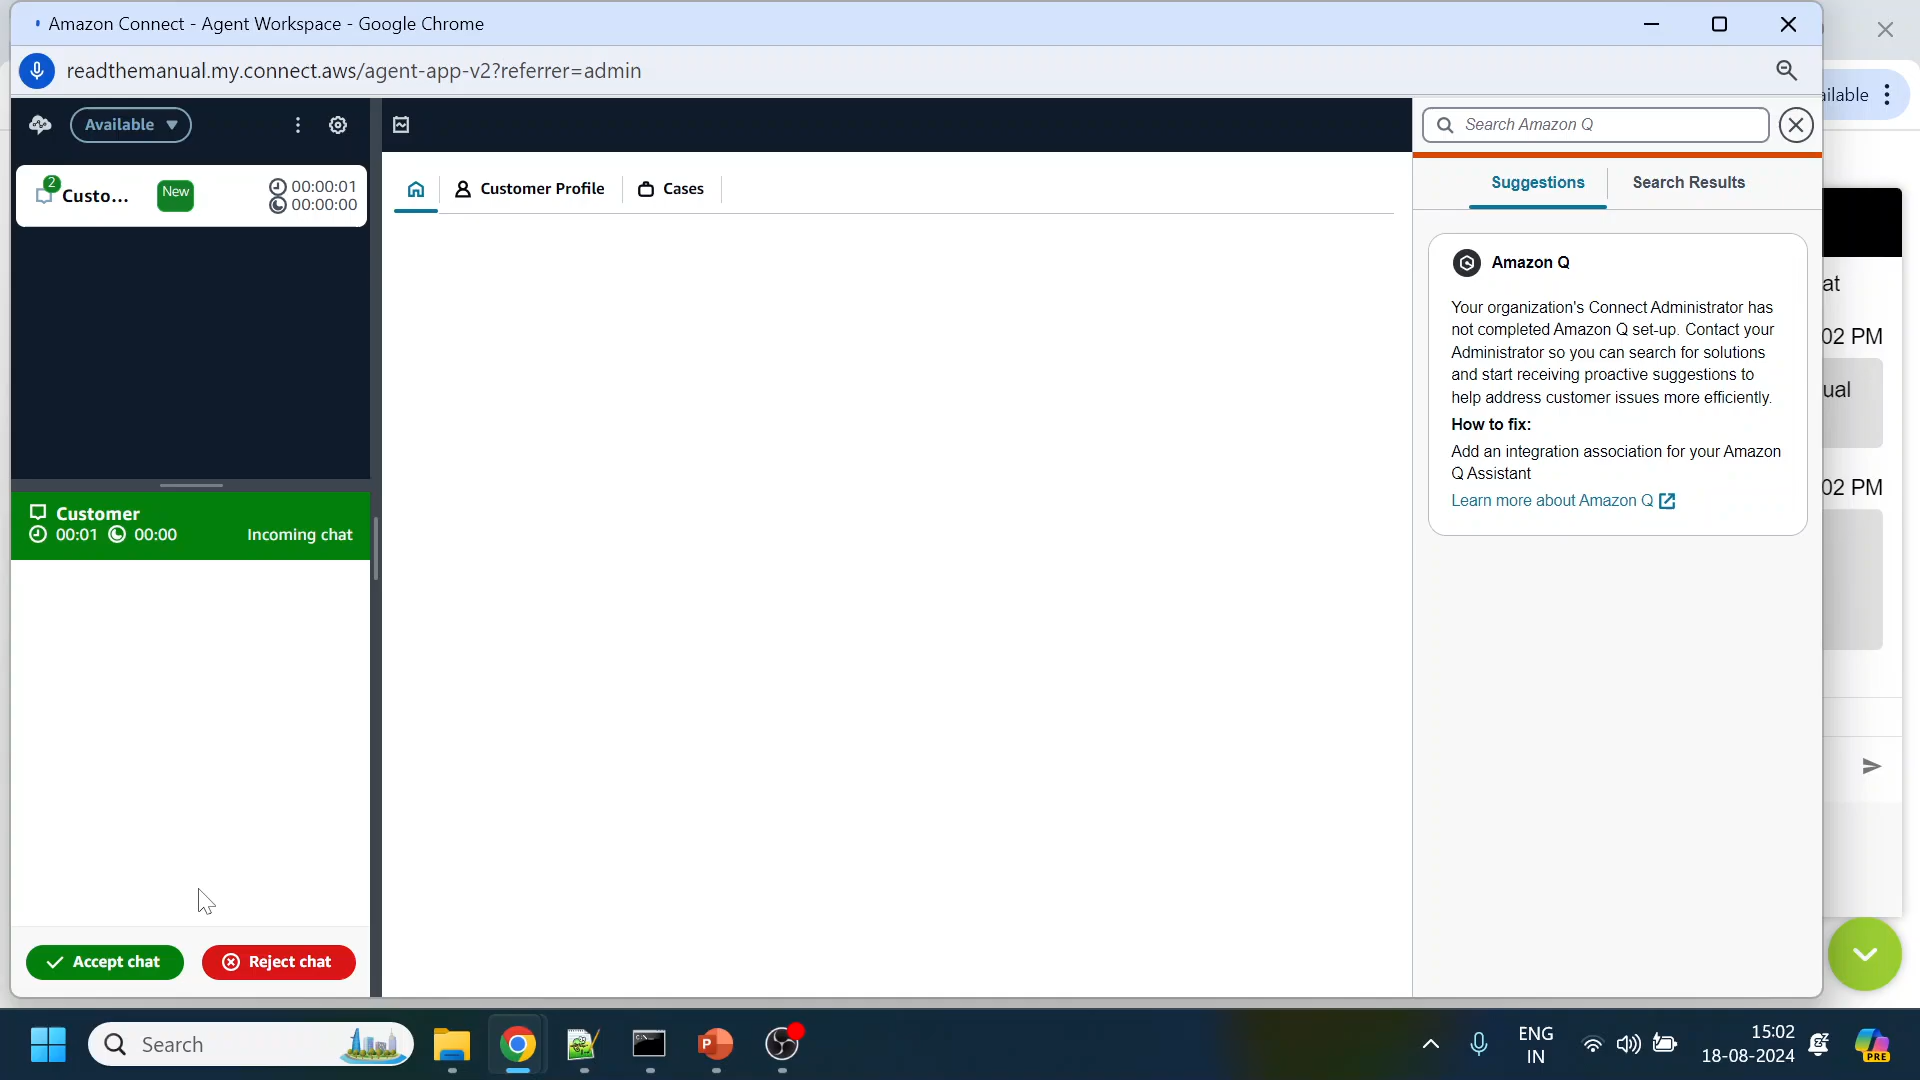 Amazon Connect - Agent Workspace - Google Chrome
readthemanual.my.connect.aws/agent-app-v2?referrer=admin
ailable
Available
Search Amazon Q
2
Custo...
New
00:00:01
00:00:00
Customer Profile
Cases
Suggestions
Search Results
Amazon Q
Your organization's Connect Administrator has
not completed Amazon Q set-up. Contact your
Administrator so you can search for solutions
and start receiving proactive suggestions to
help address customer issues more efficiently.
How to fix:
Add an integration association for your Amazon
Q Assistant
Learn more about Amazon Q
at
02 PM
ual
02 PM
Customer
00:01 00:00
Incoming chat
Accept chat
Reject chat
Search
P
ENG
IN
15:02
18-08-2024
PRE